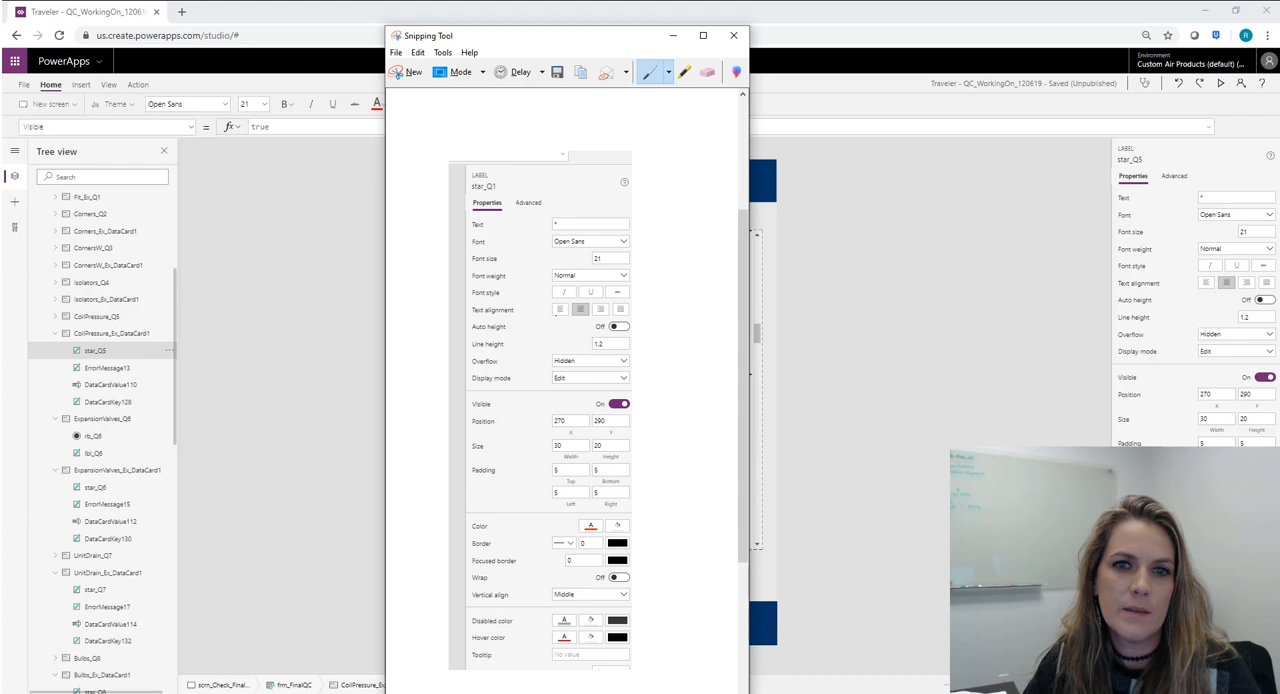 Traveler - QC_WorkingOn_12061
us.create.powerapps.com/studio/#
PowerApps
Environment
Custom Air Products (default) (...
File
Home
Insert
View
Action
Traveler - QC_WorkingOn_120619 - Saved (Unpublished)
New screen
Theme
Open Sans
21
B
/
U
A
Visible
=
fx
true
Tree view
Search
Fit_Ex_Q1
Corners_Q2
Corners_Ex_DataCard1
CornersW_Q3
CornersW_Ex_DataCard1
Isolators_Q4
Isolators_Ex_DataCard1
CoilPressure_Q5
CoilPressure_Ex_DataCard1
star_Q5
ErrorMessage13
DataCardValue110
DataCardKey128
ExpansionValves_Q6
rb_Q6
lbl_Q6
ExpansionValves_Ex_DataCard1
star_Q6
ErrorMessage15
DataCardValue112
DataCardKey130
UnitDrain_Q7
UnitDrain_Ex_DataCard1
star_Q7
ErrorMessage17
DataCardValue114
DataCardKey132
Bulbs_Q8
Bulbs_Ex_DataCard1
star_Q8
scrn_Check_Final...
frm_FinalQC
CoilPressure_Ex
Snipping Tool
File
Edit
Tools
Help
New
Mode
Delay
LABEL
star_Q1
Properties
Advanced
Text
*
Font
Open Sans
Font size
21
Font weight
Normal
Font style
/
U
Text alignment
Auto height
Off
Line height
1.2
Overflow
Hidden
Display mode
Edit
Visible
On
Position
270
290
X
Y
Size
30
20
Width
Height
Padding
5
5
Top
Bottom
5
5
Left
Right
Color
A
Border
0
Focused border
0
Wrap
Off
Vertical align
Middle
Disabled color
A
Hover color
A
Tooltip
No value
LABEL
star_Q5
Properties
Advanced
Text
*
Font
Open Sans
Font size
21
Font weight
Normal
Font style
/
U
Text alignment
Auto height
Off
Line height
1.2
Overflow
Hidden
Display mode
Edit
Visible
On
Position
270
290
X
Y
Size
30
20
Width
Height
Padding
5
5
R